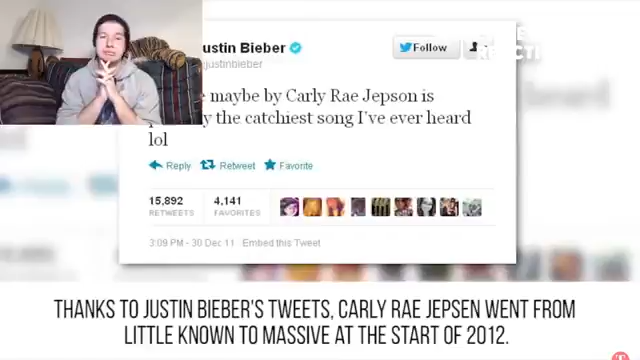 ustin Bieber
Follow
justinbieber
REACTI
e maybe by Carly Rae Jepson is
y the catchiest song I've ever heard
lol
Reply Retweet Favorite
15,892 4,141
RETWEETS FAVORITES
3:09 PM - 30 Dec 11 Embed this Tweet
THANKS TO JUSTIN BIEBER'S TWEETS, CARLY RAE JEPSEN WENT FROM
LITTLE KNOWN TO MASSIVE AT THE START OF 2012.